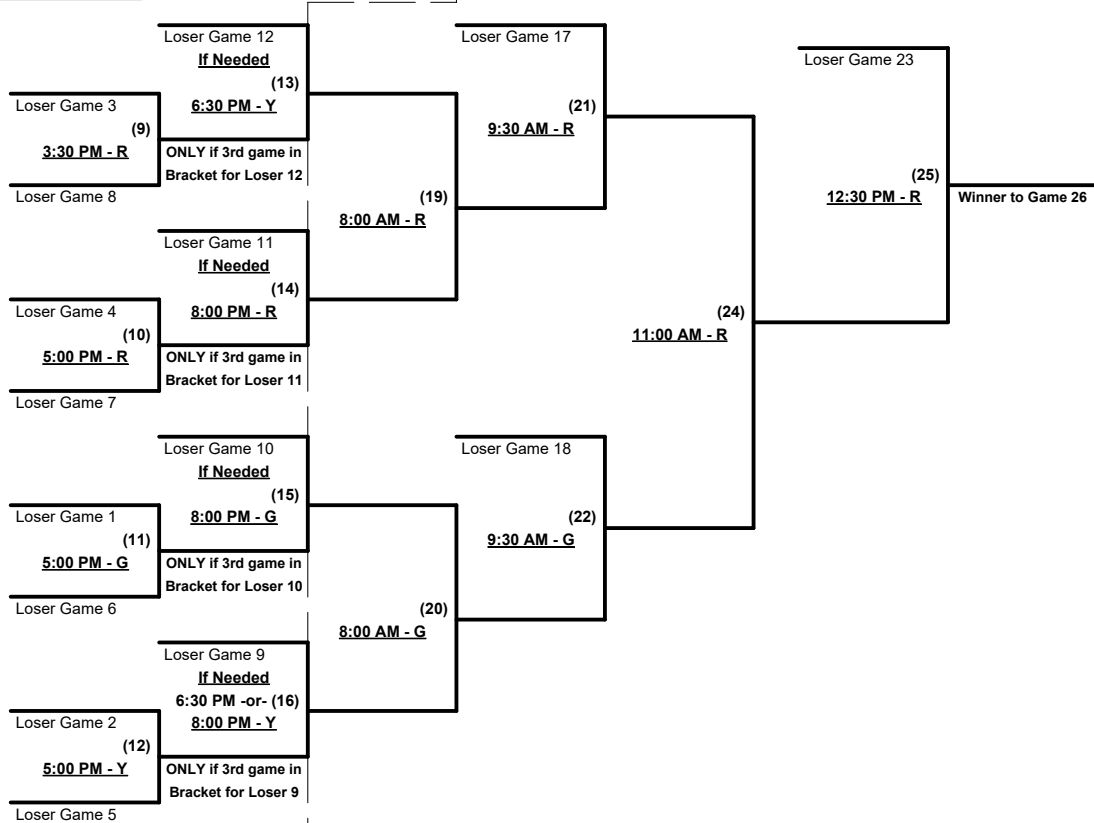 Loser Game 12
If Needed
(13)
6:30 PM - Y
Loser Game 3
(9)
3:30 PM - R
ONLY if 3rd game in
Bracket for Loser 12
Loser Game 8
Loser Game 17
(21)
9:30 AM - R
Loser Game 23
(25)
12:30 PM - R
Winner to Game 26
(19)
8:00 AM - R
Loser Game 11
If Needed
(14)
8:00 PM - R
Loser Game 4
(10)
5:00 PM - R
ONLY if 3rd game in
Bracket for Loser 11
Loser Game 7
(24)
11:00 AM - R
Loser Game 10
If Needed
(15)
8:00 PM - G
Loser Game 1
(11)
5:00 PM - G
ONLY if 3rd game in
Bracket for Loser 10
Loser Game 6
Loser Game 18
(22)
9:30 AM - G
(20)
8:00 AM - G
Loser Game 9
If Needed
6:30 PM -or- (16)
8:00 PM - Y
Loser Game 2
(12)
5:00 PM - Y
ONLY if 3rd game in
Bracket for Loser 9
Loser Game 5